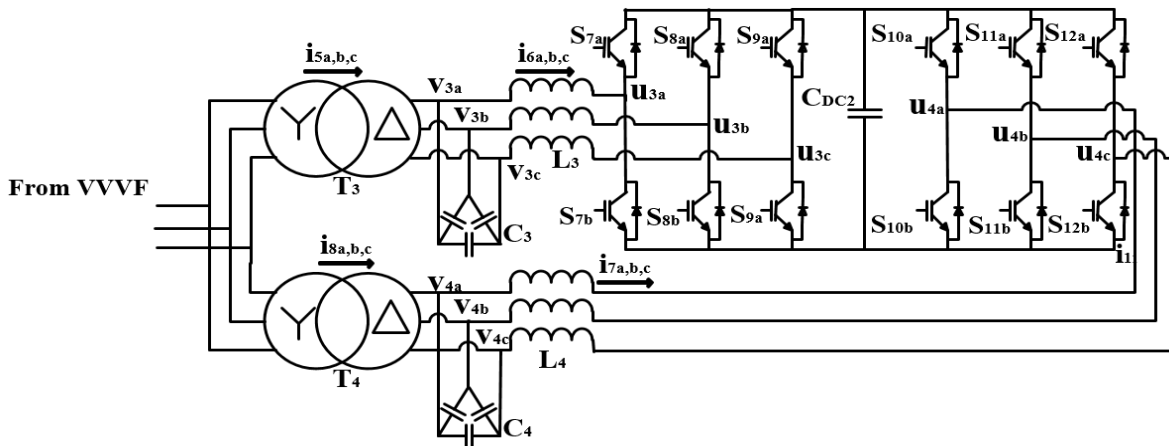 S7a
S8a
S9a
S10a
S11a
S12a
i5a,b,c
i6a,b,c
v3a
u3a
CDC2
u4a
v3b
u3b
u4b
v3c
L3
u3c
u4c
T3
From VVVF
S7b
S8b
S9a
S10b
S11b
S12b
C3
i8a,b,c
i7a,b,c
i1
v4a
v4b
v4c
L4
T4
C4